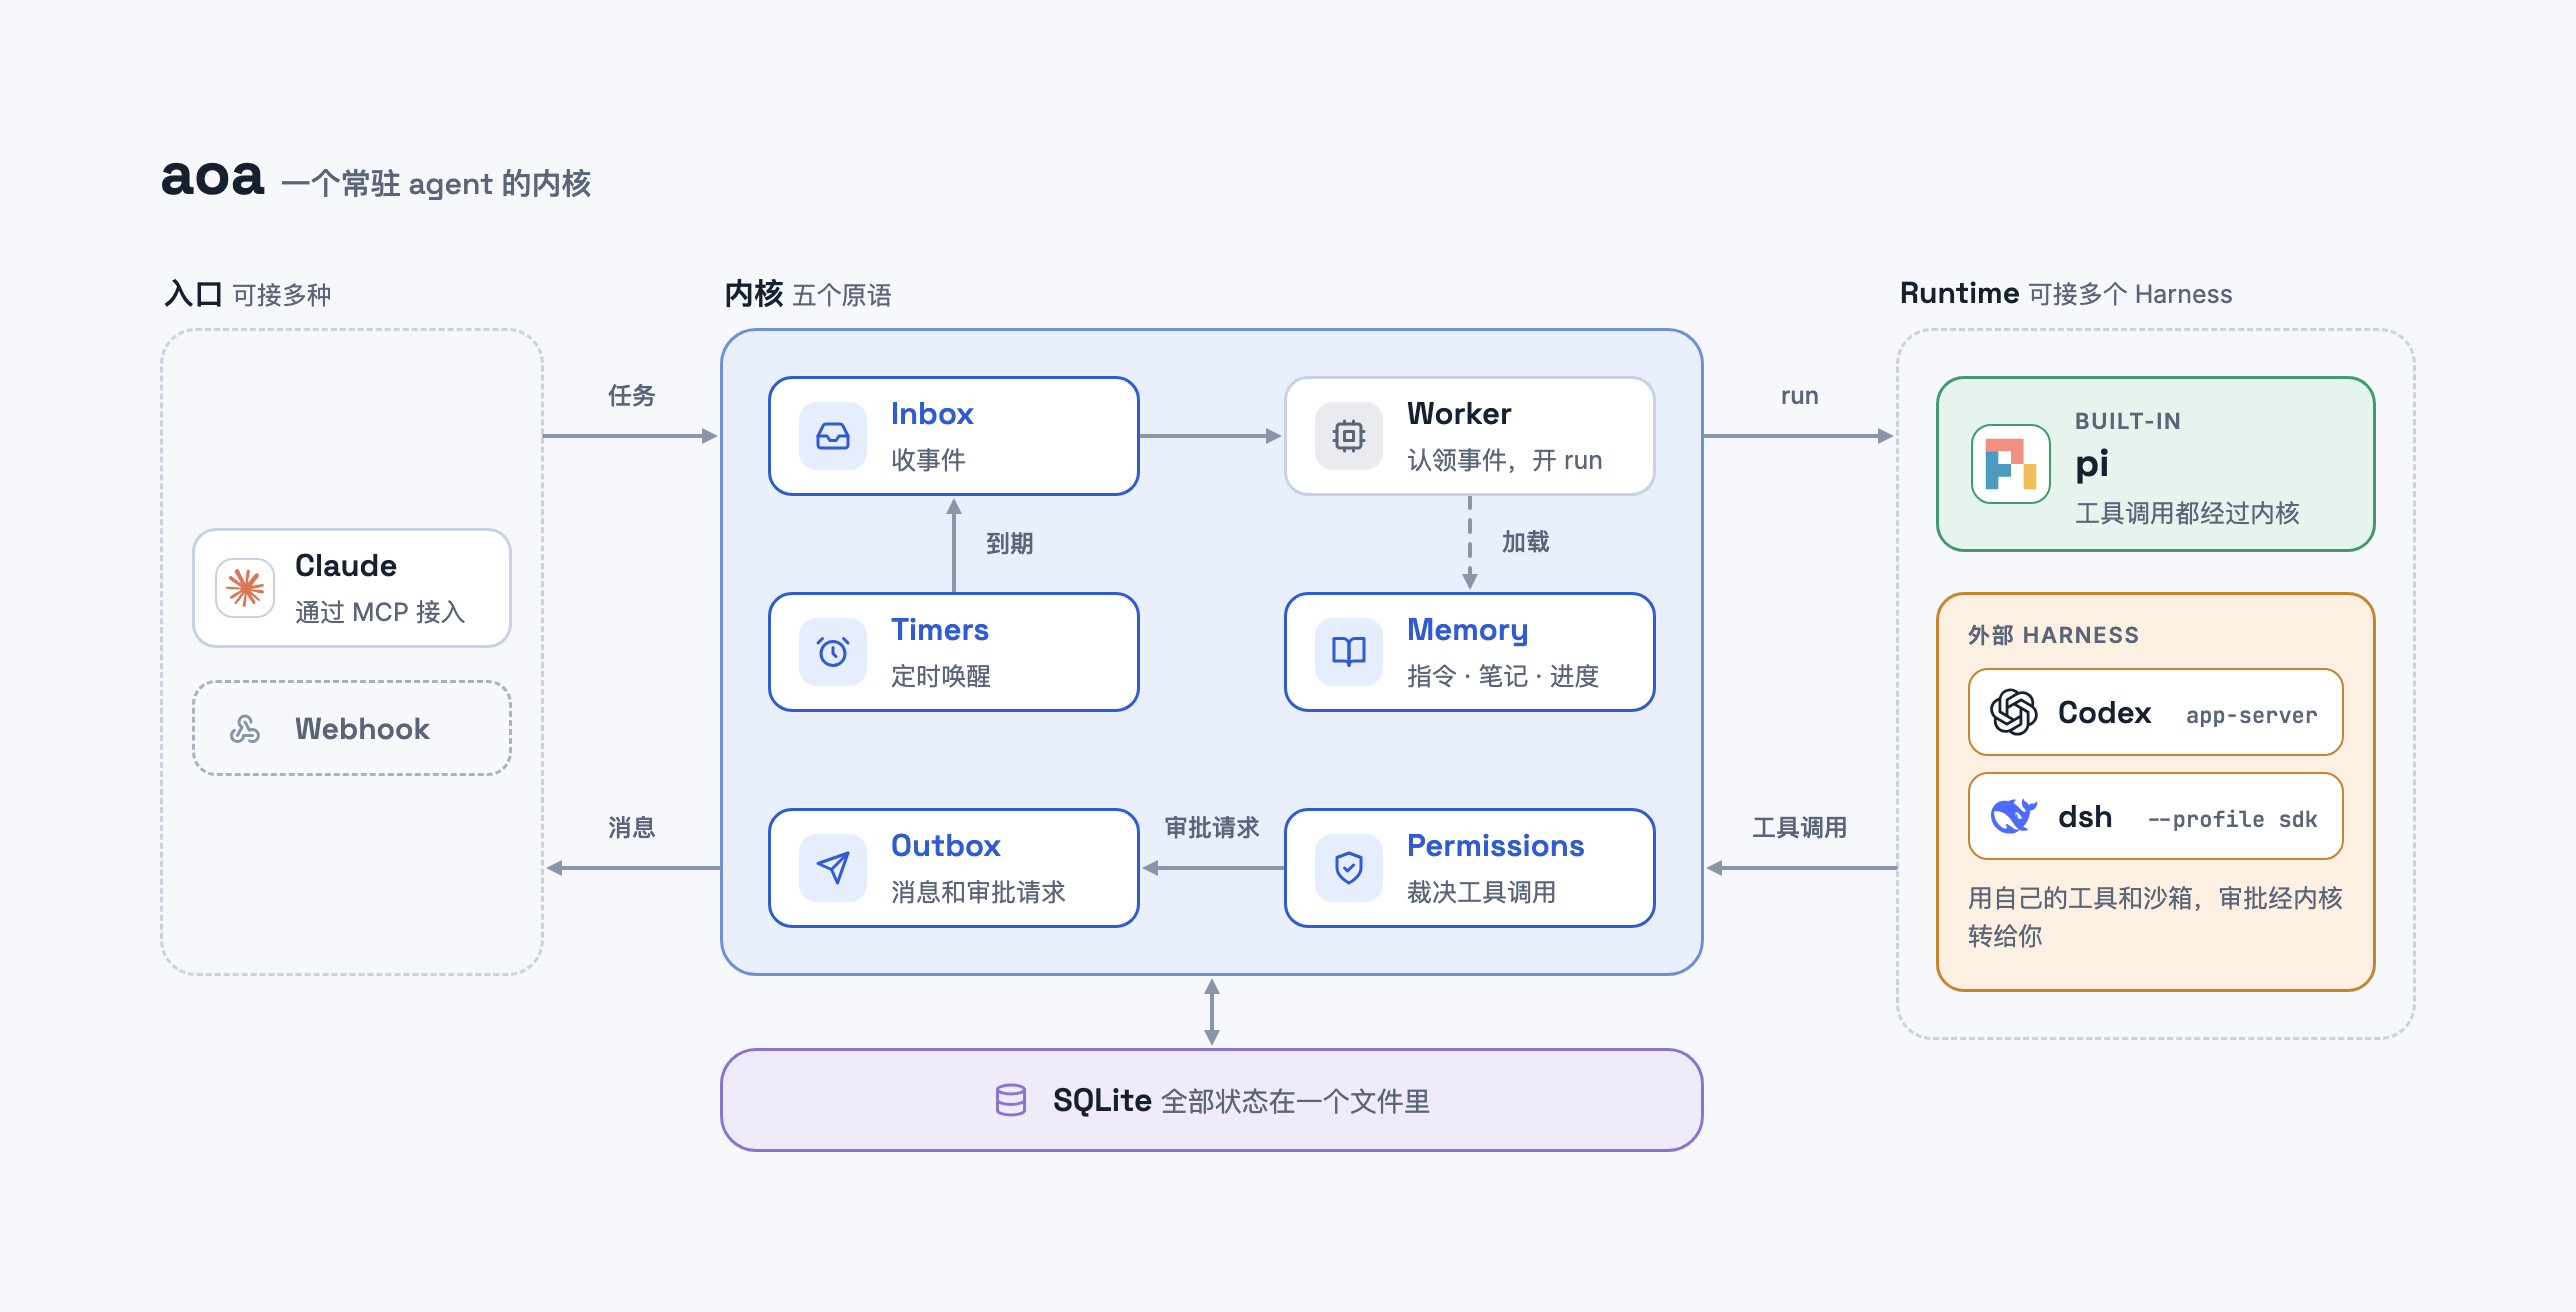 aoa 一个常驻 agent 的内核
入口 可接多种
内核 五个原语
Runtime 可接多个 Harness
任务
Claude
通过 MCP 接入
Webhook
消息
Inbox
收事件
Worker
认领事件，开 run
到期
加载
Timers
定时唤醒
Memory
指令 · 笔记 · 进度
Outbox
消息和审批请求
审批请求
Permissions
裁决工具调用
run
工具调用
BUILT-IN
pi
工具调用都经过内核
外部 HARNESS
Codex app-server
dsh --profile sdk
用自己的工具和沙箱，审批经内核
转给你
SQLite 全部状态在一个文件里